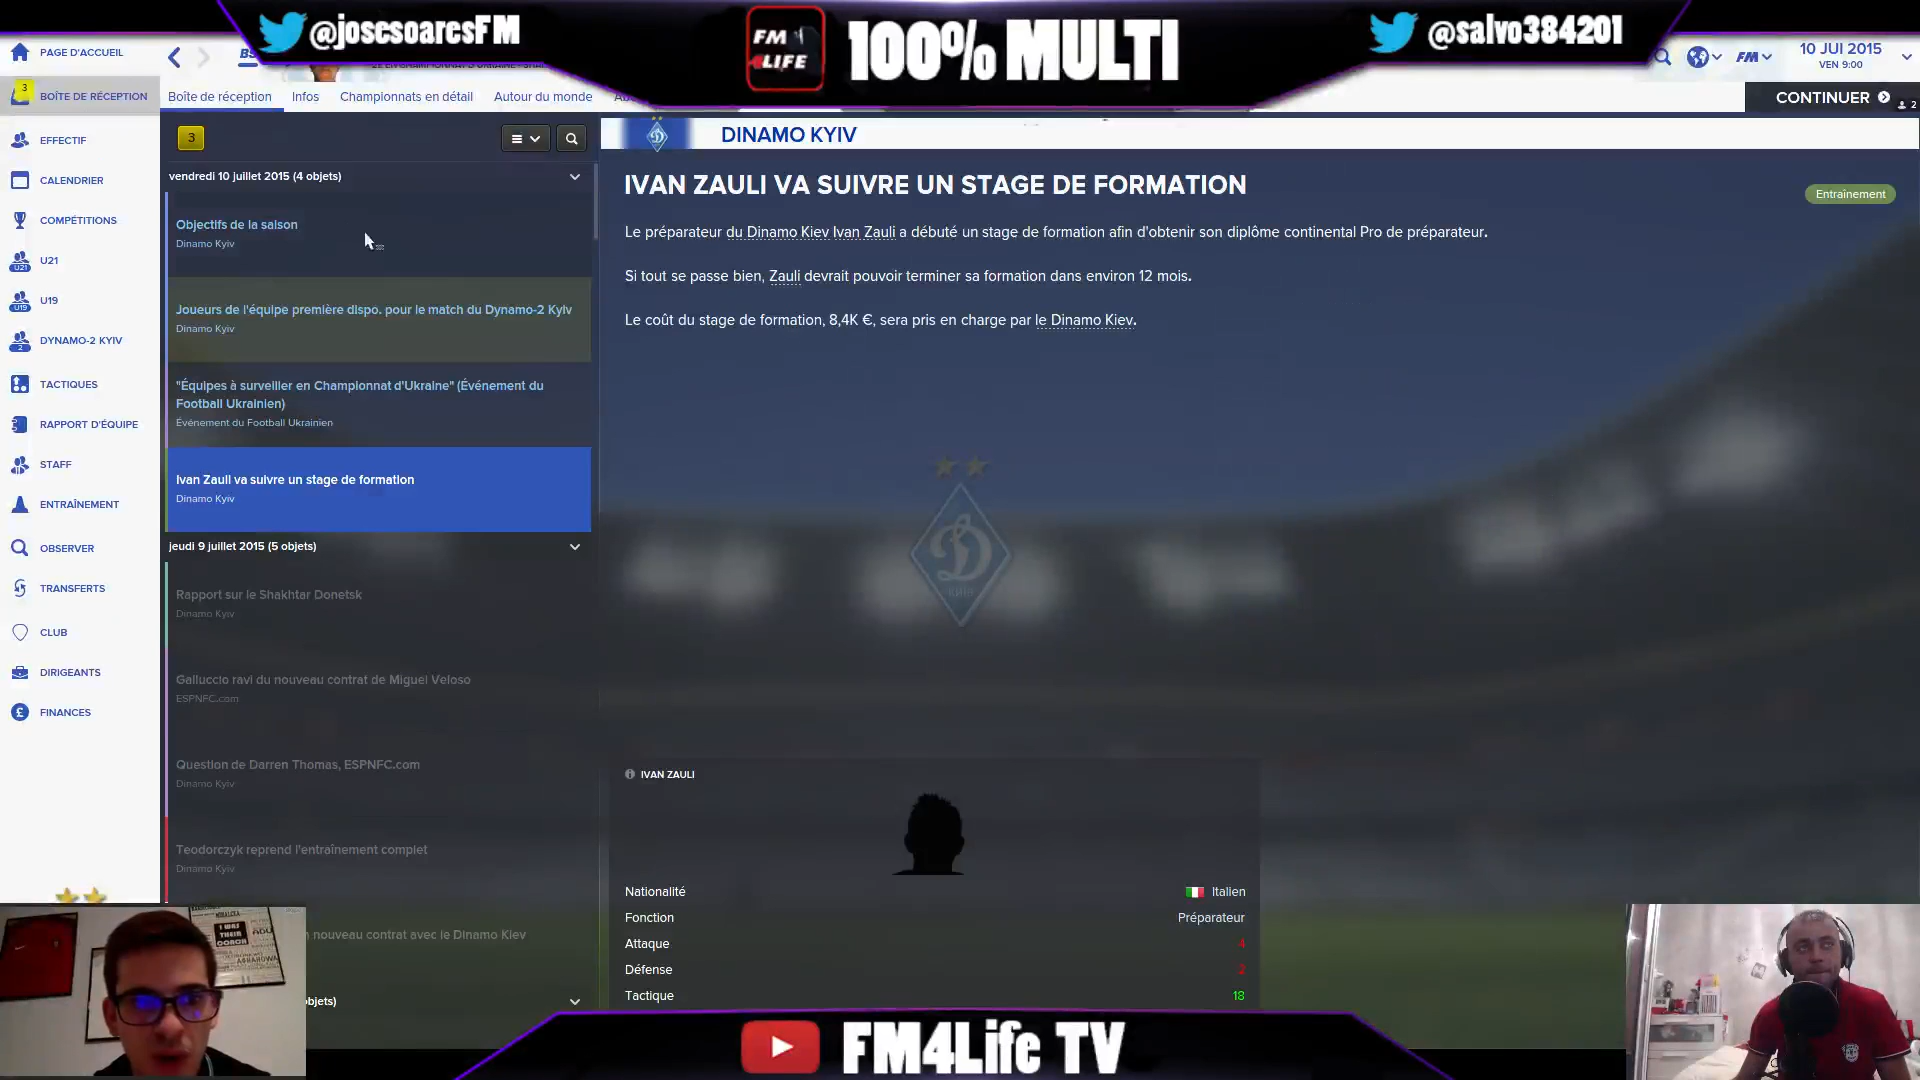 @josesoaresFM
FM
LIFE
100% MULTI
@salvo384201
PAGE D'ACCUEIL
FM
10 JUI 2015
VEN 9:00
3
BOÎTE DE RÉCEPTION
Boîte de réception
Infos
Championnats en détail
Autour du monde
CONTINUER
2
EFFECTIF
CALENDRIER
COMPÉTITIONS
U21
U19
DYNAMO-2 KYIV
TACTIQUES
RAPPORT D'ÉQUIPE
STAFF
ENTRAÎNEMENT
OBSERVER
TRANSFERTS
CLUB
DIRIGEANTS
FINANCES
3
vendredi 10 juillet 2015 (4 objets)
Objectifs de la saison
Dinamo Kyiv
Joueurs de l'équipe première dispo. pour le match du Dynamo-2 Kyiv
Dinamo Kyiv
"Équipes à surveiller en Championnat d'Ukraine" (Événement du
Football Ukrainien)
Événement du Football Ukrainien
Ivan Zauli va suivre un stage de formation
Dinamo Kyiv
jeudi 9 juillet 2015 (5 objets)
Rapport sur le Shakhtar Donetsk
Dinamo Kyiv
Galluccio ravi du nouveau contrat de Miguel Veloso
ESPNFC.com
Question de Darren Thomas, ESPNFC.com
Dinamo Kyiv
Teodorczyk reprend l'entraînement complet
Dinamo Kyiv
nouveau contrat avec le Dinamo Kiev
objets)
DINAMO KYIV
IVAN ZAULI VA SUIVRE UN STAGE DE FORMATION
Entraînement
Le préparateur du Dinamo Kiev Ivan Zauli a débuté un stage de formation afin d'obtenir son diplôme continental Pro de préparateur.
Si tout se passe bien, Zauli devrait pouvoir terminer sa formation dans environ 12 mois.
Le coût du stage de formation, 8,4K €, sera pris en charge par le Dinamo Kiev.
IVAN ZAULI
Nationalité
Italien
Fonction
Préparateur
Attaque
4
Défense
2
Tactique
18
I WAS
THEIR
COACH
FM4Life TV